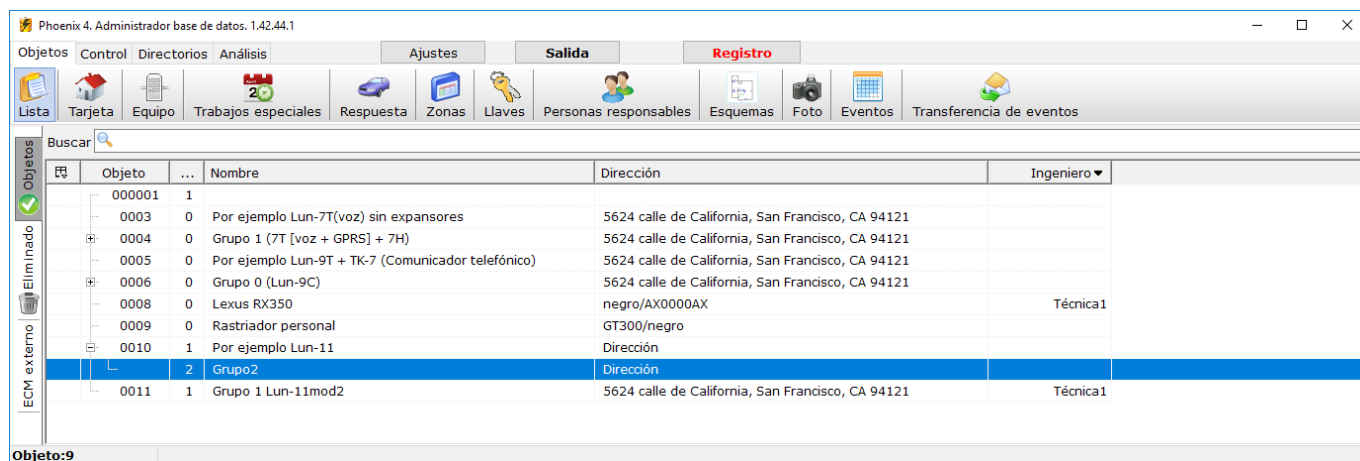 Phoenix 4. Administrador base de datos. 1.42.44.1
Objetos Control Directorios Análisis Ajustes Salida Registro
Lista Tarjeta Equipo Trabajos especiales Respuesta Zonas Llaves Personas responsables Esquemas Foto Eventos Transferencia de eventos
Buscar
Objetos
Eliminado
ECM externo
Objeto ... Nombre Dirección Ingeniero
000001 1
0003 0 Por ejemplo Lun-7T(voz) sin expansores 5624 calle de California, San Francisco, CA 94121
0004 0 Grupo 1 (7T [voz + GPRS] + 7H) 5624 calle de California, San Francisco, CA 94121
0005 0 Por ejemplo Lun-9T + TK-7 (Comunicador telefónico) 5624 calle de California, San Francisco, CA 94121
0006 0 Grupo 0 (Lun-9C) 5624 calle de California, San Francisco, CA 94121
0008 0 Lexus RX350 negro/AX0000AX Técnica1
0009 0 Rastriador personal GT300/negro
0010 1 Por ejemplo Lun-11 Dirección
2 Grupo2 Dirección
0011 1 Grupo 1 Lun-11mod2 5624 calle de California, San Francisco, CA 94121 Técnica1
Objeto:9